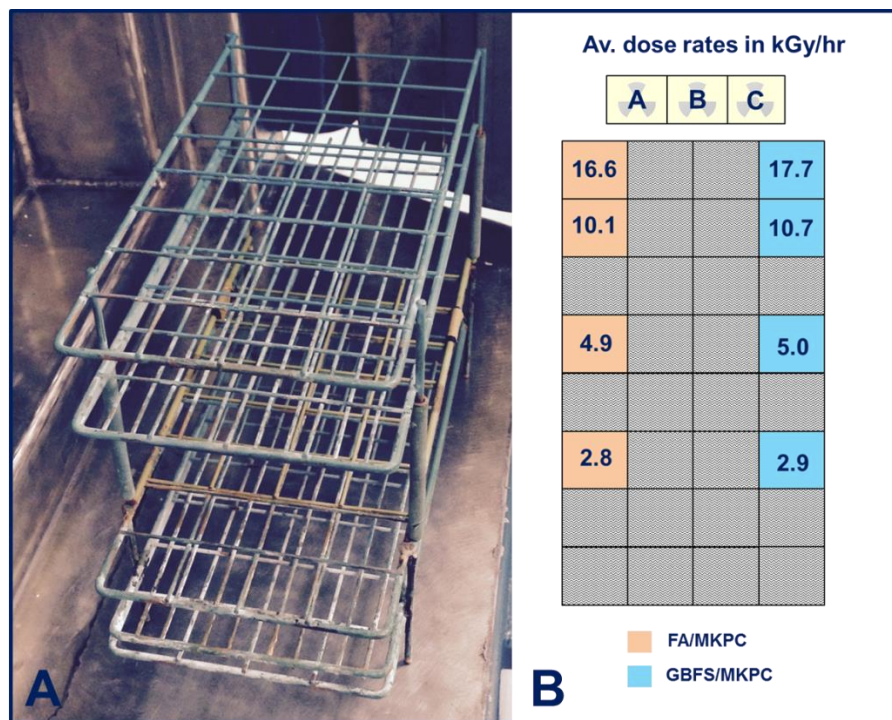 Av. dose rates in kGy/hr
A B C
16.6 17.7
10.1 10.7
4.9 5.0
2.8 2.9
FA/MKPC
GBFS/MKPC
A B